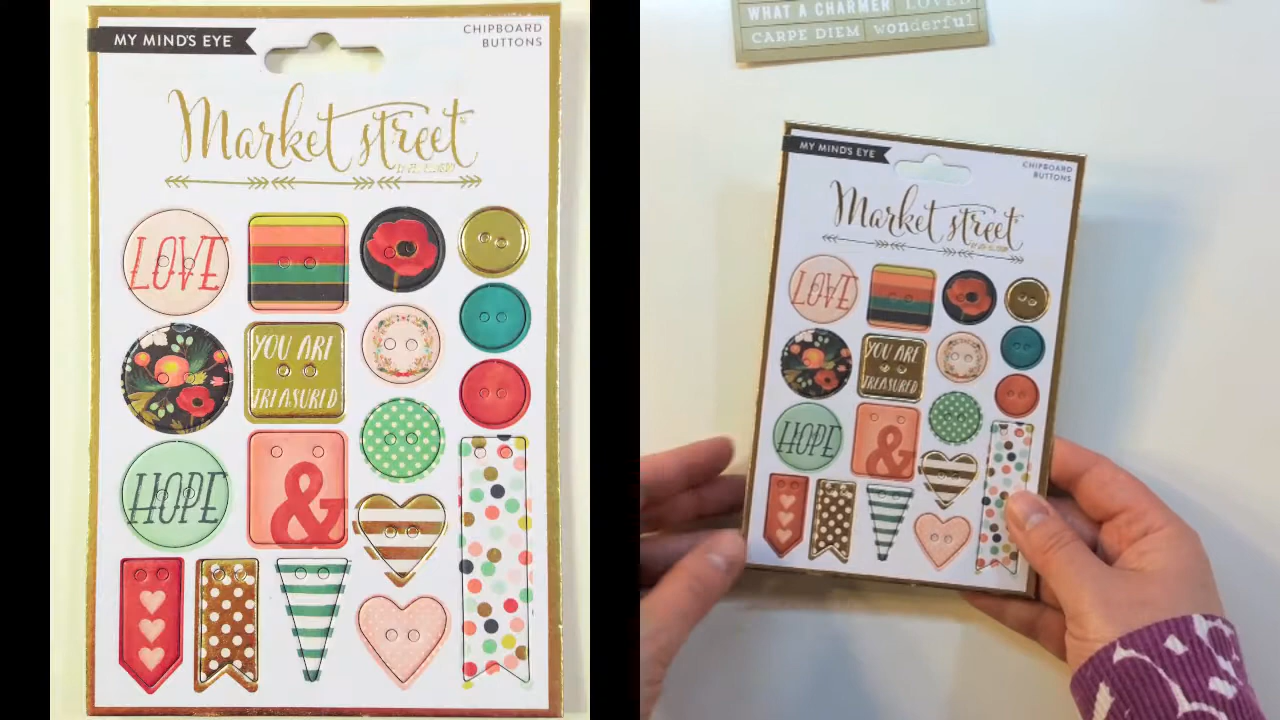 MY MIND'S EYE
CHIPBOARD
BUTTONS
Market street
LOVE
YOU ARE
TREASURED
HOPE
&
WHAT A CHARMER LOVED
CARPE DIEM wonderful
MY MIND'S EYE
CHIPBOARD
BUTTONS
Market street
LOVE
YOU ARE
TREASURED
HOPE
&